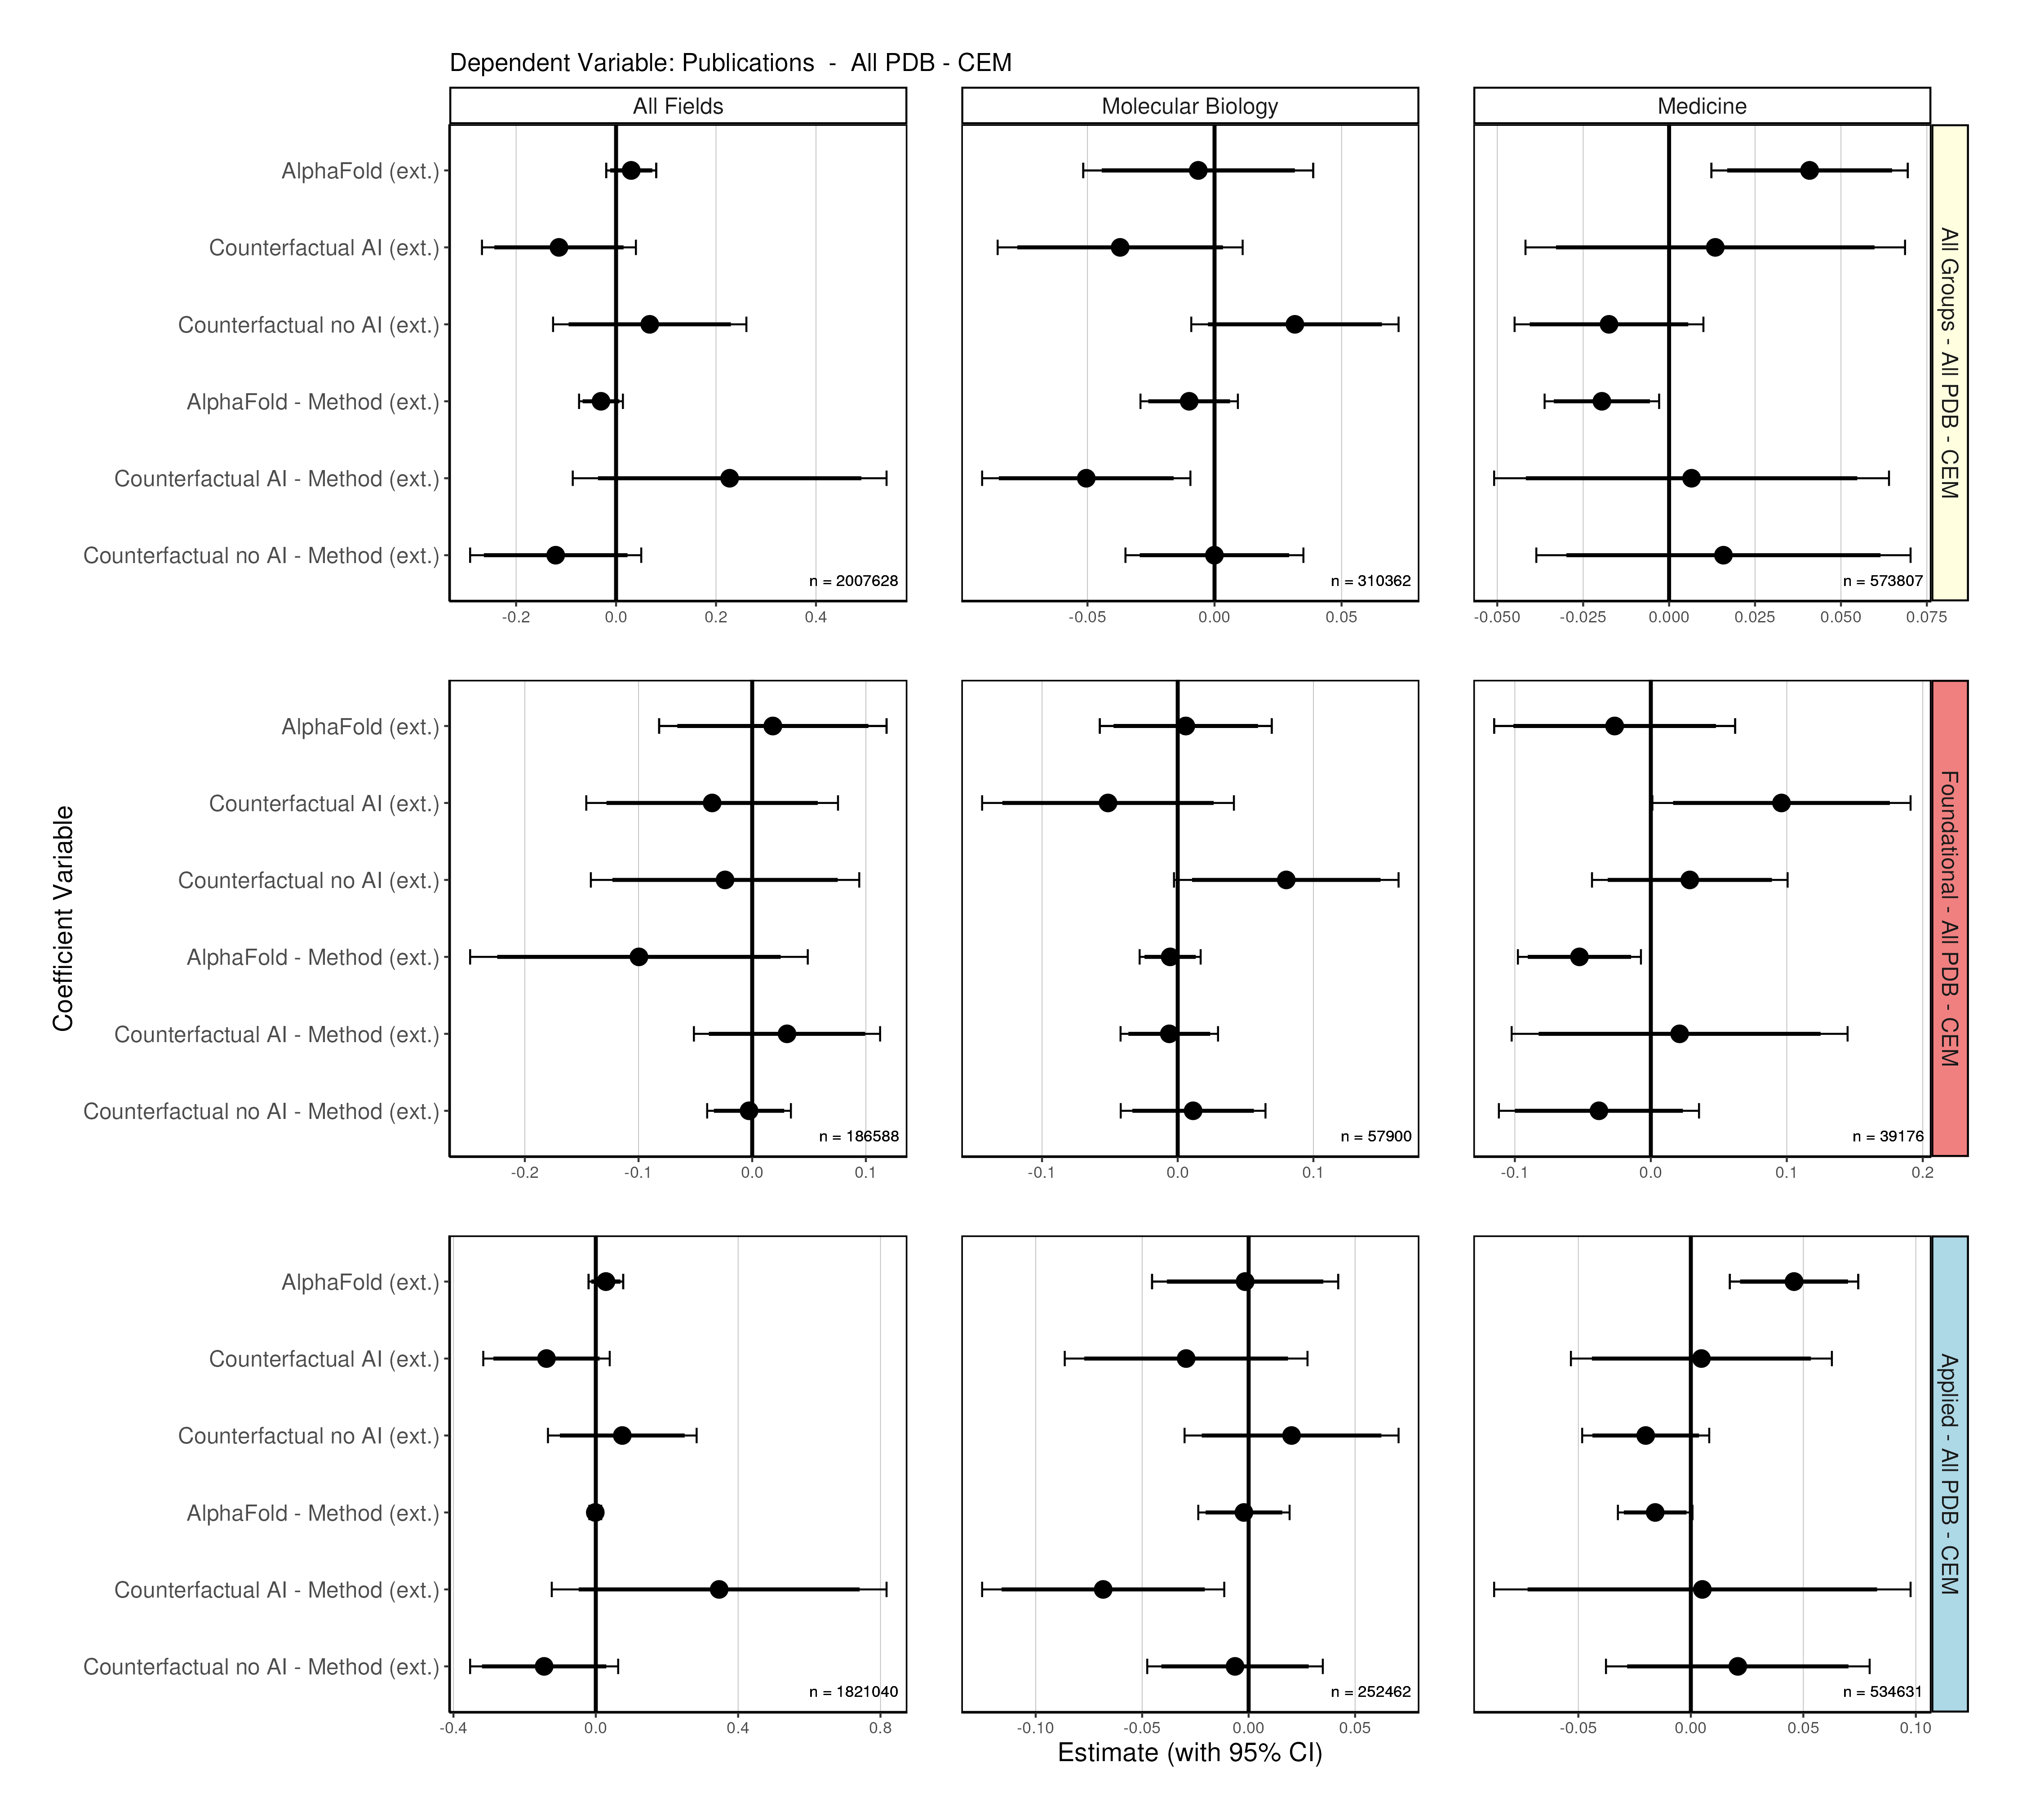 Dependent Variable: Publications  -  All PDB - CEM
All Fields
Molecular Biology
Medicine
AlphaFold (ext.)
Counterfactual AI (ext.)
Counterfactual no AI (ext.)
AlphaFold - Method (ext.)
Counterfactual AI - Method (ext.)
Counterfactual no AI - Method (ext.)
n = 2007628
n = 310362
n = 573807
-0.2 0.0 0.2 0.4
-0.05 0.00 0.05
-0.050 -0.025 0.000 0.025 0.050 0.075
All Groups - All PDB - CEM
AlphaFold (ext.)
Counterfactual AI (ext.)
Counterfactual no AI (ext.)
AlphaFold - Method (ext.)
Counterfactual AI - Method (ext.)
Counterfactual no AI - Method (ext.)
n = 186588
n = 57900
n = 39176
-0.2 -0.1 0.0 0.1
-0.1 0.0 0.1
-0.1 0.0 0.1 0.2
Foundational - All PDB - CEM
Coefficient Variable
AlphaFold (ext.)
Counterfactual AI (ext.)
Counterfactual no AI (ext.)
AlphaFold - Method (ext.)
Counterfactual AI - Method (ext.)
Counterfactual no AI - Method (ext.)
n = 1821040
n = 252462
n = 534631
-0.4 0.0 0.4 0.8
-0.10 -0.05 0.00 0.05
-0.05 0.00 0.05 0.10
Applied - All PDB - CEM
Estimate (with 95% CI)